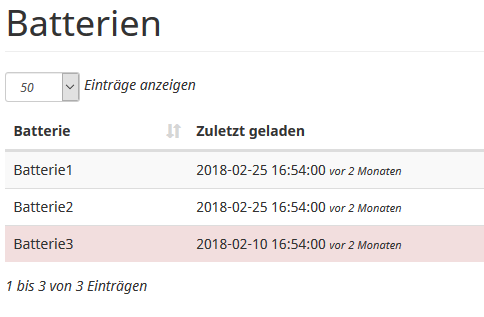 Batterien
50 Einträge anzeigen
Batterie Zuletzt geladen
Batterie1 2018-02-25 16:54:00 vor 2 Monaten
Batterie2 2018-02-25 16:54:00 vor 2 Monaten
Batterie3 2018-02-10 16:54:00 vor 2 Monaten
1 bis 3 von 3 Einträgen